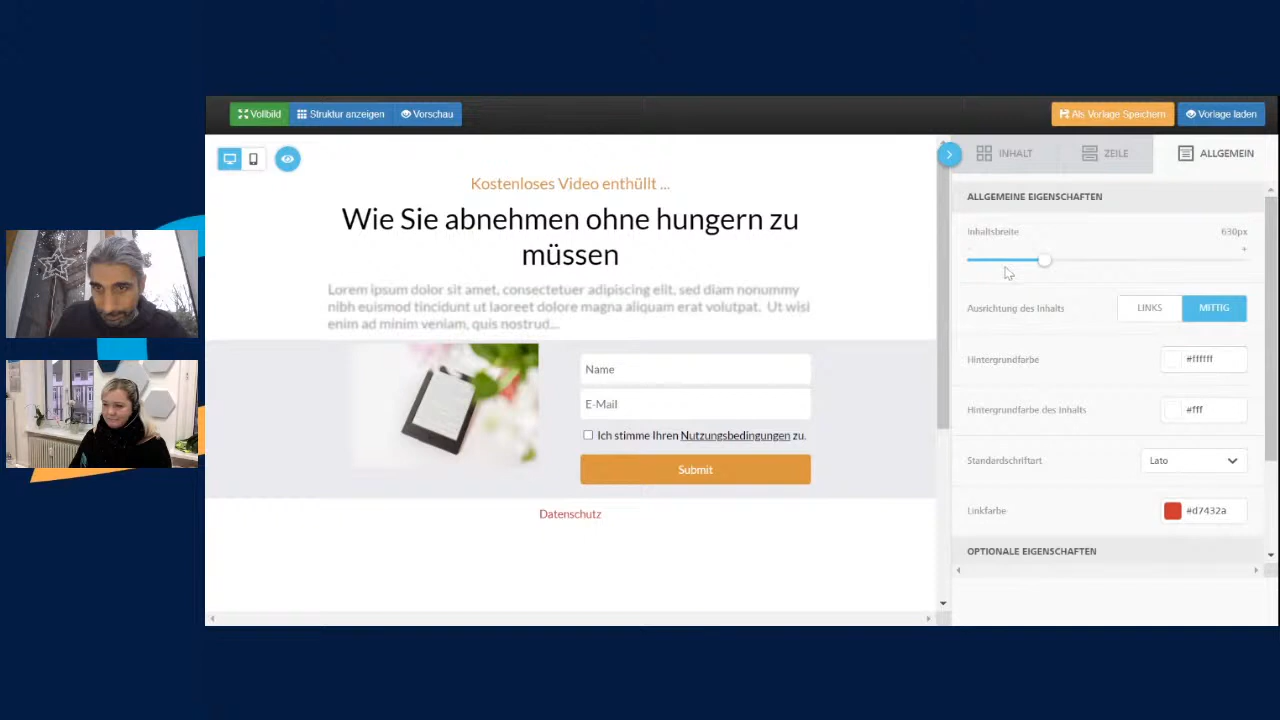 Vollbild
Struktur anzeigen
Vorschau
Als Vorlage Speichern
Vorlage laden
INHALT
ZEILE
ALLGEMEIN
Kostenloses Video enthüllt ...
Wie Sie abnehmen ohne hungern zu
müssen
Lorem ipsum dolor sit amet, consectetuer adipiscing elit, sed diam nonummy
nibh euismod tincidunt ut laoreet dolore magna aliquam erat volutpat. Ut wisi
enim ad minim veniam, quis nostrud...
Name
E-Mail
Ich stimme Ihren Nutzungsbedingungen zu.
Submit
Datenschutz
ALLGEMEINE EIGENSCHAFTEN
Inhaltsbreite 630px
- +
Ausrichtung des Inhalts LINKS MITTIG
Hintergrundfarbe #ffffff
Hintergrundfarbe des Inhalts #fff
Standardschriftart Lato
Linkfarbe #d7432a
OPTIONALE EIGENSCHAFTEN